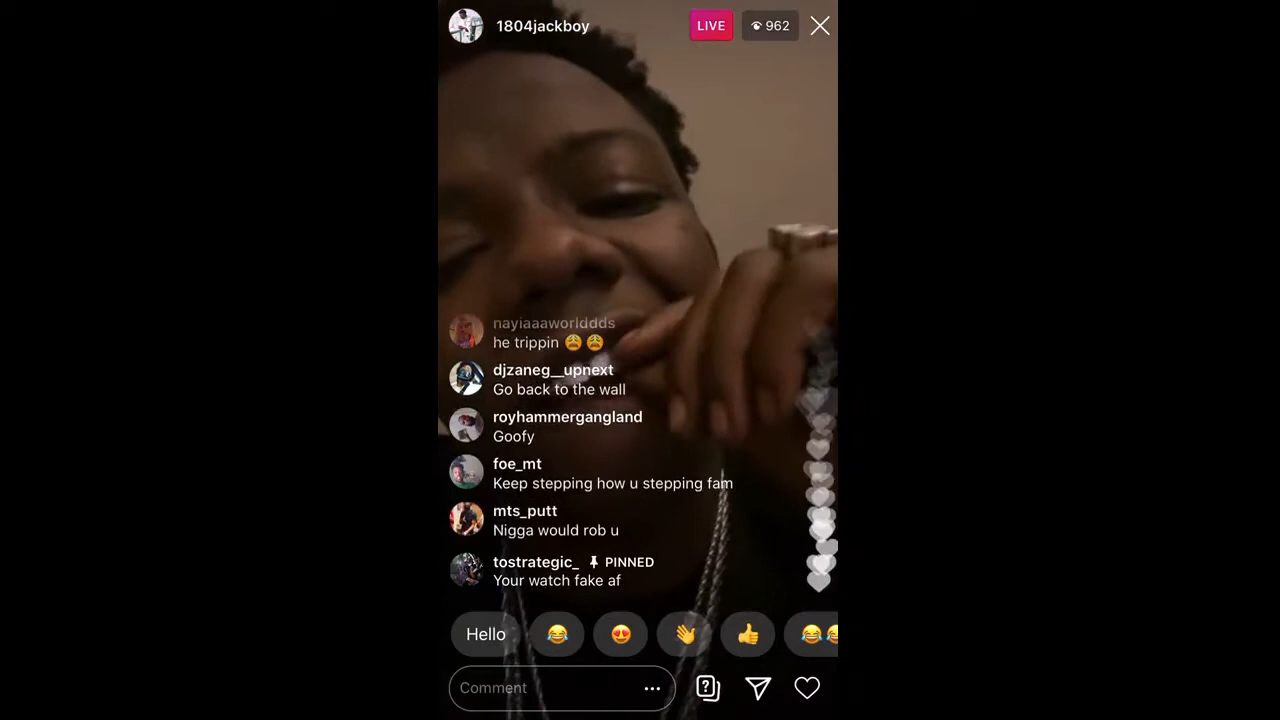 1804jackboy
LIVE
962
nayiaaaworlddds
he trippin 😩 😩
djzaneg__upnext
Go back to the wall
royhammergangland
Goofy
foe_mt
Keep stepping how u stepping fam
mts_putt
Nigga would rob u
tostrategic_ PINNED
Your watch fake af
Hello 😂 😍 👋 👍 😂😂
Comment